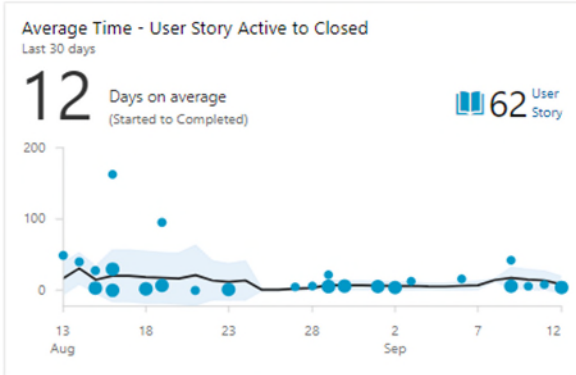 Average Time - User Story Active to Closed
Last 30 days
12 Days on average
(Started to Completed)
62 User
Story
200
100
0
13 18 23 28 2 7 12
Aug Sep